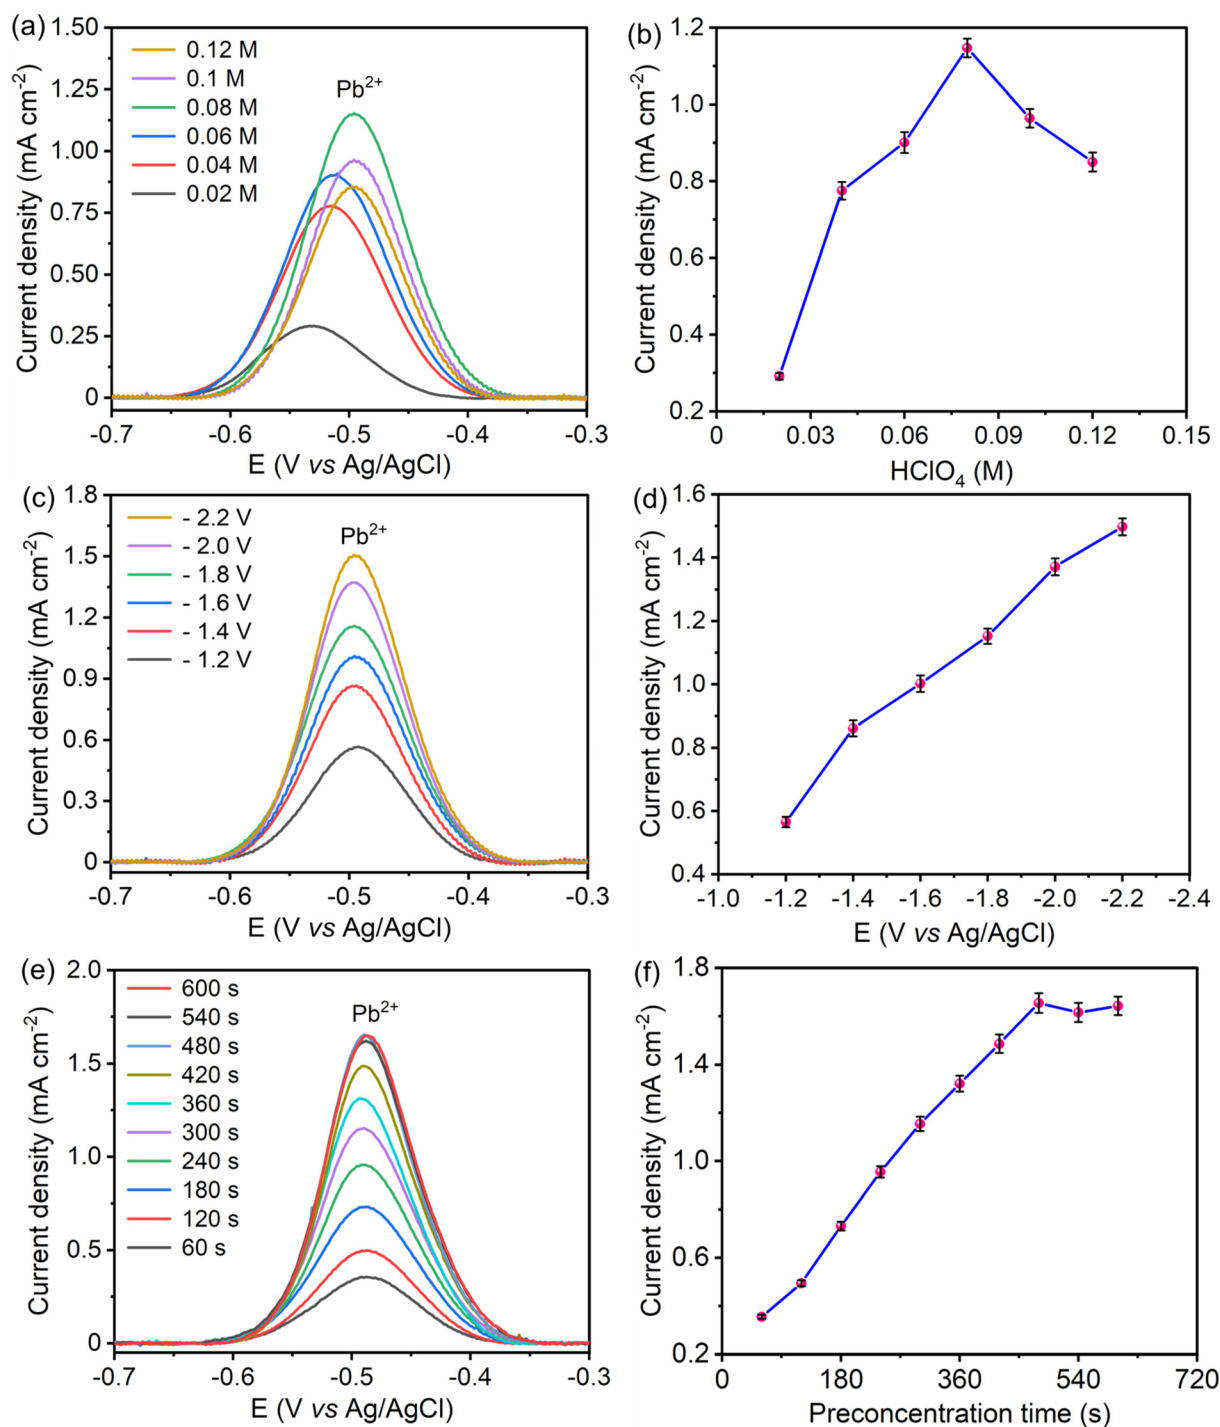 (a)
1.50
1.25
1.00
0.75
0.50
0.25
0
Current density (mA cm⁻²)
0.12 M
0.1 M
0.08 M
0.06 M
0.04 M
0.02 M
Pb²⁺
-0.7 -0.6 -0.5 -0.4 -0.3
E (V vs Ag/AgCl)
(b)
1.2
1.0
0.8
0.6
0.4
0.2
Current density (mA cm⁻²)
0 0.03 0.06 0.09 0.12 0.15
HClO₄ (M)
(c)
1.8
1.5
1.2
0.9
0.6
0.3
0
Current density (mA cm⁻²)
- 2.2 V
- 2.0 V
- 1.8 V
- 1.6 V
- 1.4 V
- 1.2 V
Pb²⁺
-0.7 -0.6 -0.5 -0.4 -0.3
E (V vs Ag/AgCl)
(d)
1.6
1.4
1.2
1.0
0.8
0.6
0.4
Current density (mA cm⁻²)
-1.0 -1.2 -1.4 -1.6 -1.8 -2.0 -2.2 -2.4
E (V vs Ag/AgCl)
(e)
2.0
1.5
1.0
0.5
0
Current density (mA cm⁻²)
600 s
540 s
480 s
420 s
360 s
300 s
240 s
180 s
120 s
60 s
Pb²⁺
-0.7 -0.6 -0.5 -0.4 -0.3
E (V vs Ag/AgCl)
(f)
1.8
1.4
1.0
0.6
0.2
Current density (mA cm⁻²)
0 180 360 540 720
Preconcentration time (s)